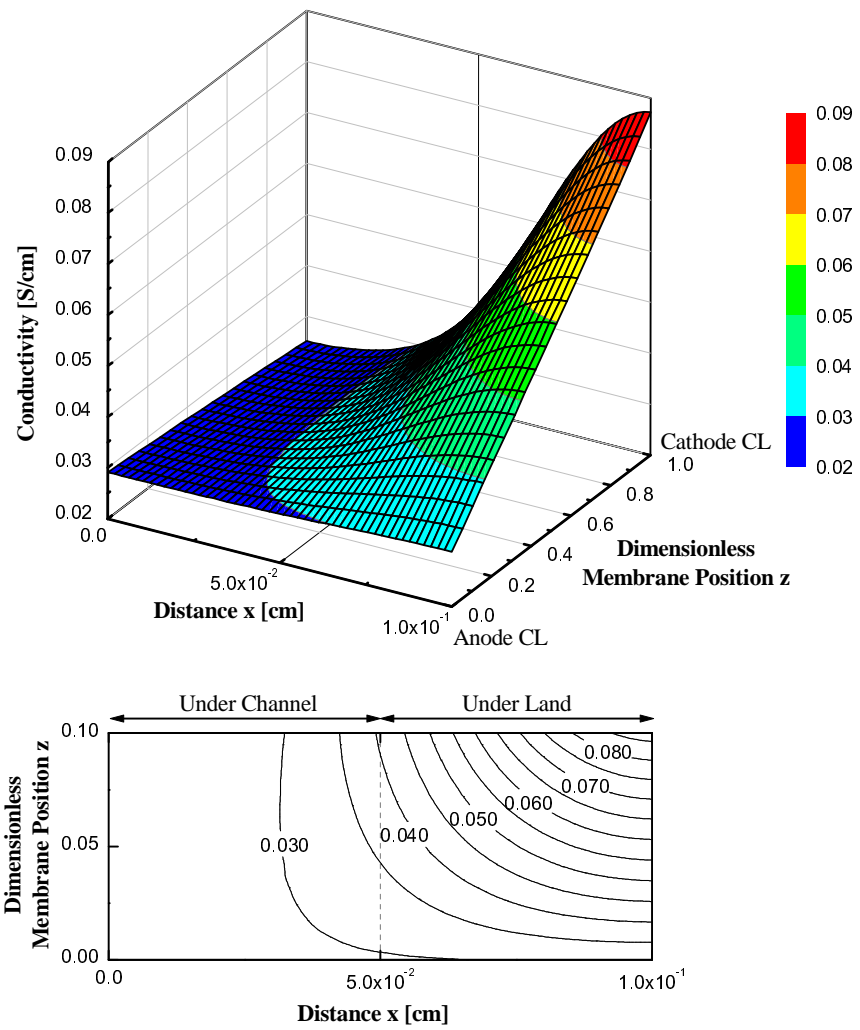 0.09
0.08
0.07
0.06
0.05
0.04
0.03
0.02
Conductivity [S/cm]
0.0
5.0x10⁻²
1.0x10⁻¹
Distance x [cm]
0.0
0.2
0.4
0.6
0.8
1.0
Anode CL
Cathode CL
Dimensionless
Membrane Position z
0.09
0.08
0.07
0.06
0.05
0.04
0.03
0.02
Under Channel
Under Land
0.10
0.05
0.00
Dimensionless
Membrane Position z
0.030
0.040
0.050
0.060
0.070
0.080
0.0
5.0x10⁻²
1.0x10⁻¹
Distance x [cm]